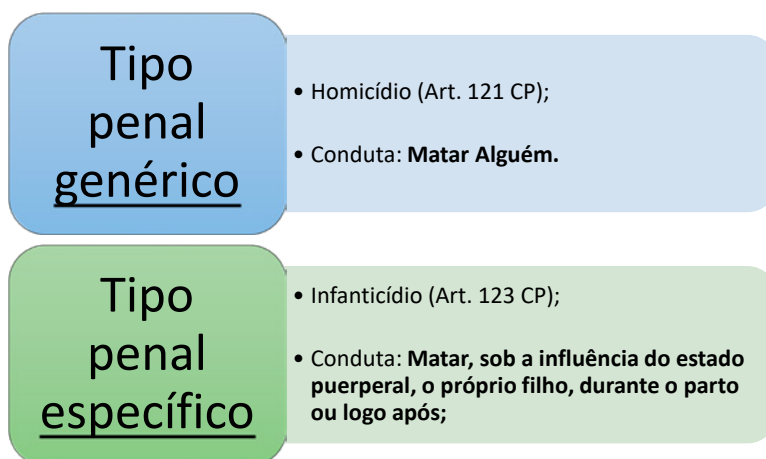 Tipo
penal
genérico
• Homicídio (Art. 121 CP);
• Conduta: Matar Alguém.
Tipo
penal
específico
• Infanticídio (Art. 123 CP);
• Conduta: Matar, sob a influência do estado
puerperal, o próprio filho, durante o parto
ou logo após;